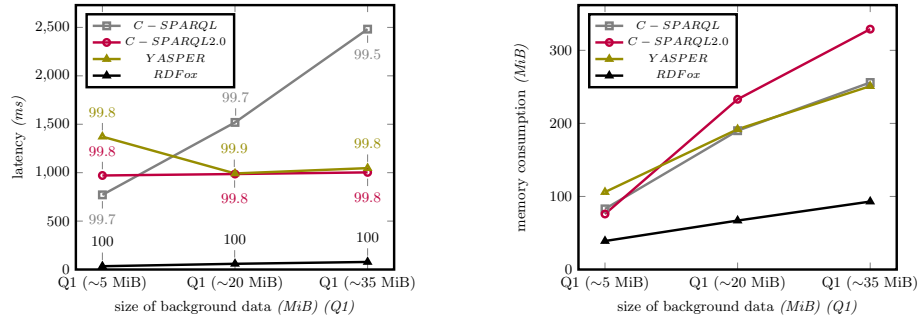 2,500
2,000
1,500
1,000
500
0
latency (ms)
C − SPARQL
C − SPARQL2.0
YASPER
RDFox
99.5
99.7
99.8
99.8
99.9
99.8
99.7
99.8
99.8
100
100
100
Q1 (~5 MiB)
Q1 (~20 MiB)
Q1 (~35 MiB)
size of background data (MiB) (Q1)
300
200
100
0
memory consumption (MiB)
C − SPARQL
C − SPARQL2.0
YASPER
RDFox
Q1 (~5 MiB)
Q1 (~20 MiB)
Q1 (~35 MiB)
size of background data (MiB) (Q1)